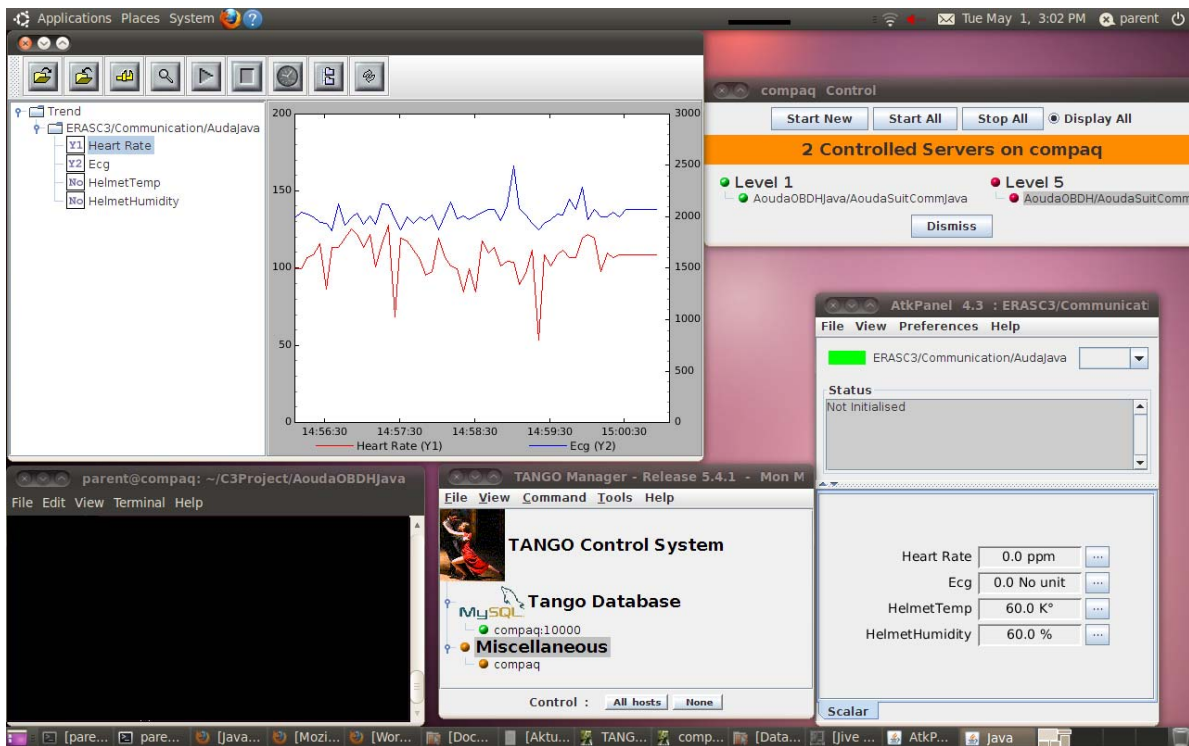 Applications Places System
Tue May 1, 3:02 PM parent
Trend
ERASC3/Communication/AudaJava
Y1 Heart Rate
Y2 Ecg
No HelmetTemp
No HelmetHumidity
200
150
100
50
0
3000
2500
2000
1500
1000
500
0
14:56:30 14:57:30 14:58:30 14:59:30 15:00:30
Heart Rate (Y1) Ecg (Y2)
compaq Control
Start New Start All Stop All Display All
2 Controlled Servers on compaq
Level 1 Level 5
AoudaOBDHJava/AoudaSuitCommJava AoudaOBDH/AoudaSuitComm
Dismiss
AtkPanel 4.3 : ERASC3/Communicati
File View Preferences Help
ERASC3/Communication/AudaJava
Status
Not Initialised
Heart Rate 0.0 ppm ...
Ecg 0.0 No unit ...
HelmetTemp 60.0 K° ...
HelmetHumidity 60.0 % ...
Scalar
parent@compaq: ~/C3Project/AoudaOBDHJava
File Edit View Terminal Help
TANGO Manager - Release 5.4.1 - Mon M
File View Command Tools Help
TANGO Control System
MySQL Tango Database
compaq:10000
Miscellaneous
compaq
Control : All hosts None
[pare... pare... [Java... [Mozi... [Wor... [Doc... [Aktu... TANG... comp... [Data... [Jive ... AtkP... Java